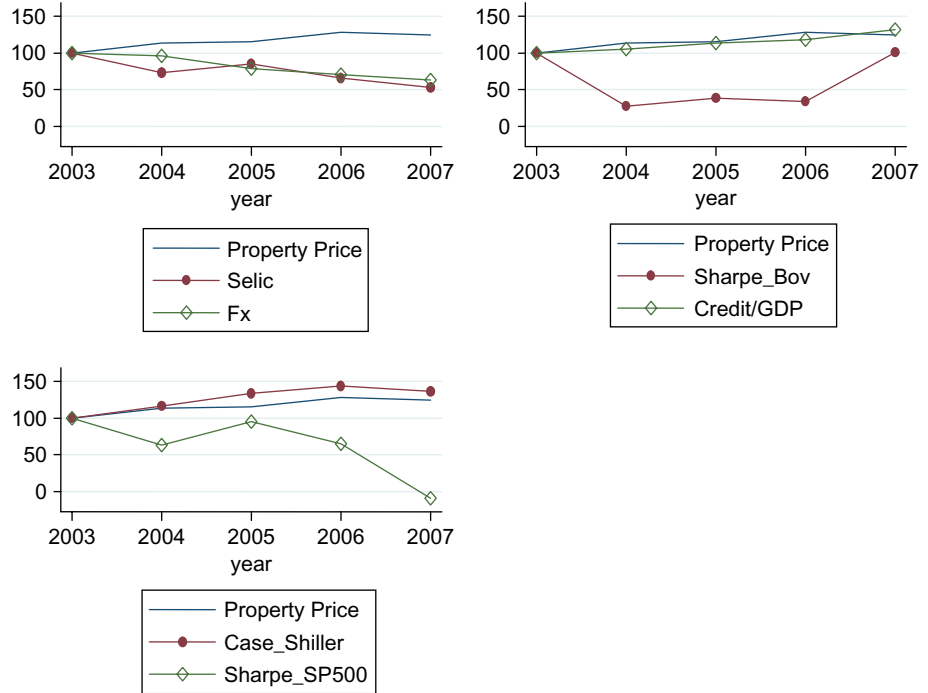 150
100
50
0
2003 2004 2005 2006 2007
year
Property Price
Selic
Fx
150
100
50
0
2003 2004 2005 2006 2007
year
Property Price
Sharpe_Bov
Credit/GDP
150
100
50
0
2003 2004 2005 2006 2007
year
Property Price
Case_Shiller
Sharpe_SP500